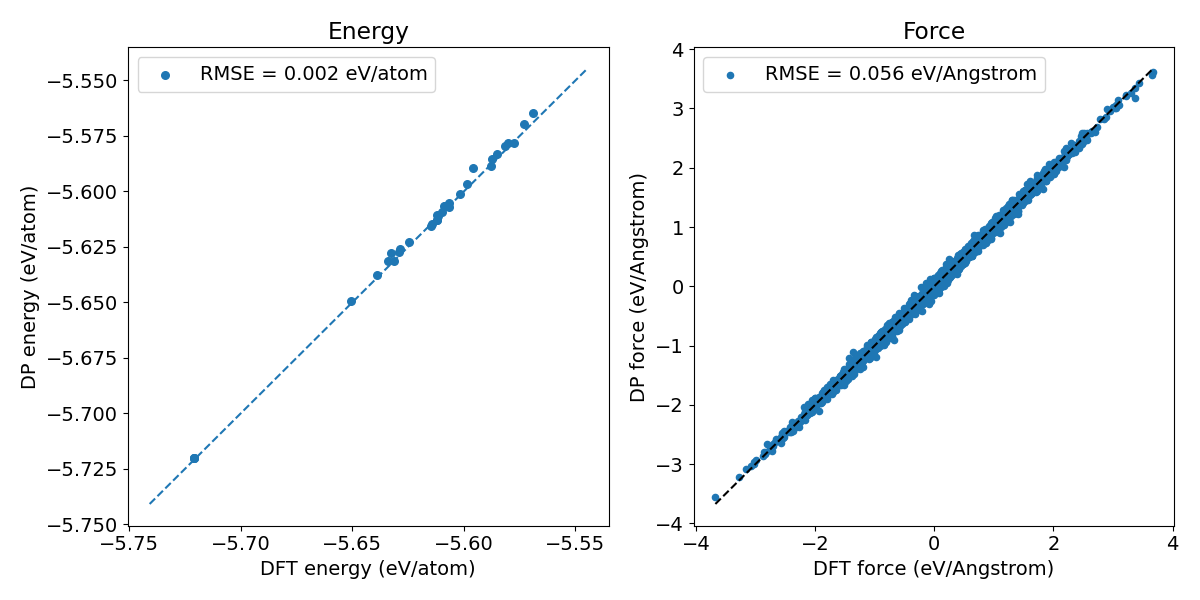 Energy
RMSE = 0.002 eV/atom
−5.550
−5.575
−5.600
−5.625
−5.650
−5.675
−5.700
−5.725
−5.750
DP energy (eV/atom)
−5.75 −5.70 −5.65 −5.60 −5.55
DFT energy (eV/atom)
Force
RMSE = 0.056 eV/Angstrom
4
3
2
1
0
−1
−2
−3
−4
DP force (eV/Angstrom)
−4 −2 0 2 4
DFT force (eV/Angstrom)